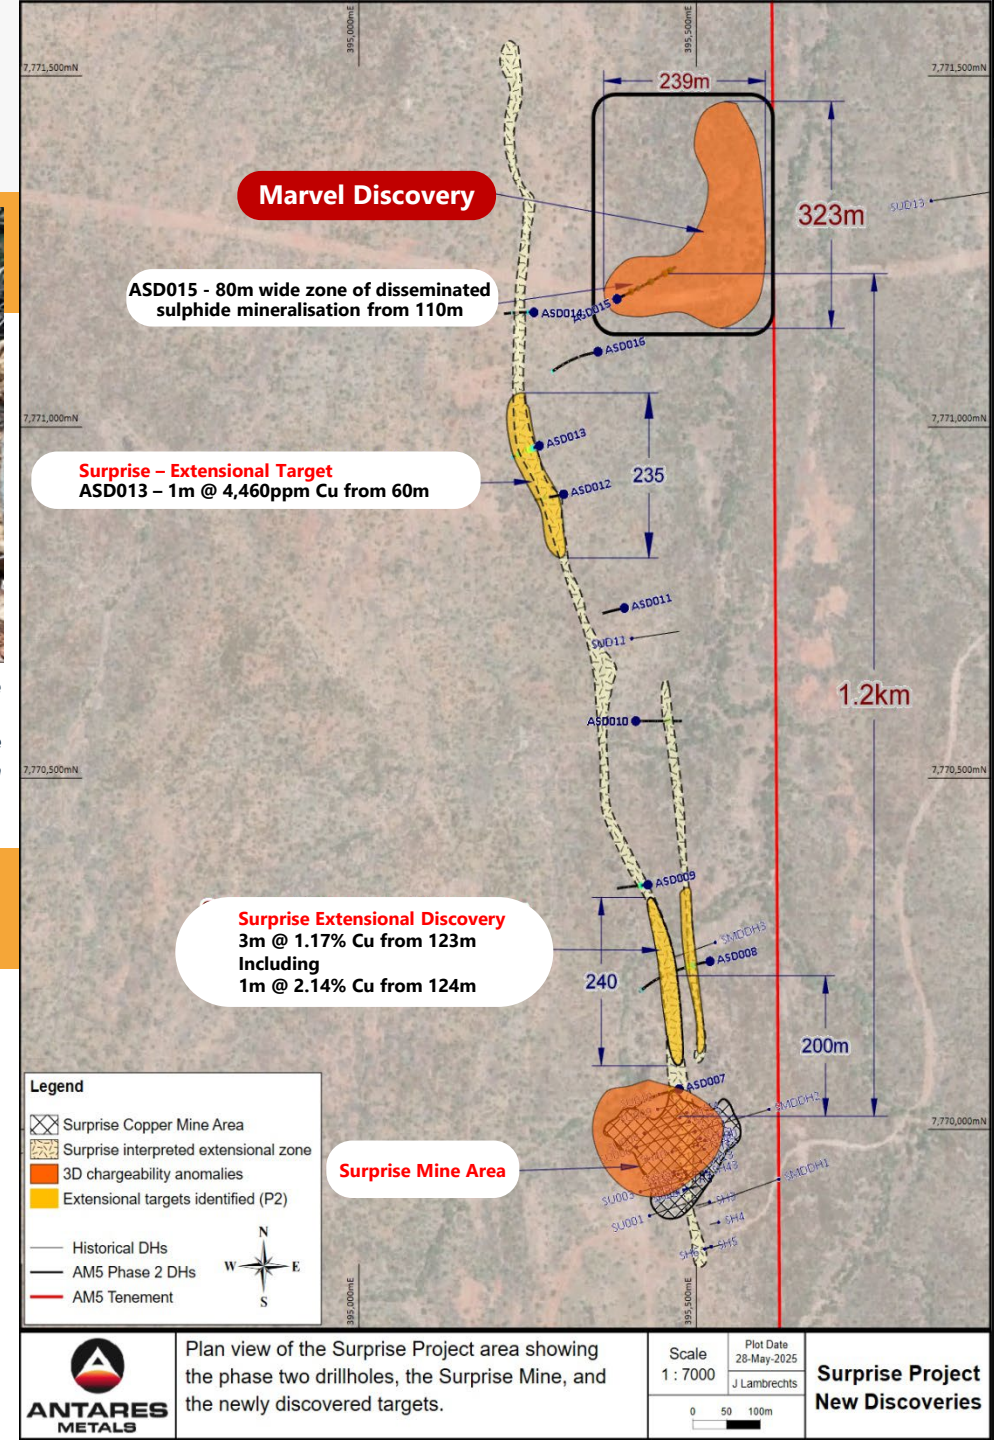 395,000mE
395,500mE
7,771,500mN
7,771,500mN
239m
Marvel Discovery
323m
SUD13
ASD015 - 80m wide zone of disseminated
sulphide mineralisation from 110m
ASD014
ASD015
ASD016
7,771,000mN
7,771,000mN
ASD013
Surprise – Extensional Target
ASD013 – 1m @ 4,460ppm Cu from 60m
235
ASD012
ASD011
SUD11
1.2km
ASD010
7,770,500mN
7,770,500mN
ASD009
Surprise Extensional Discovery
3m @ 1.17% Cu from 123m
Including
1m @ 2.14% Cu from 124m
SMDDH3
ASD008
240
200m
ASD007
SMDDH2
7,770,000mN
Surprise Mine Area
SMDDH1
SU003
SU001
SH3
SH4
SH5
SH6
Legend
Surprise Copper Mine Area
Surprise interpreted extensional zone
3D chargeability anomalies
Extensional targets identified (P2)
Historical DHs
AM5 Phase 2 DHs
AM5 Tenement
N
W E
S
395,000mE
395,500mE
ANTARES
METALS
Plan view of the Surprise Project area showing
the phase two drillholes, the Surprise Mine, and
the newly discovered targets.
Scale
1 : 7000
Plot Date
28-May-2025
J Lambrechts
0 50 100m
Surprise Project
New Discoveries